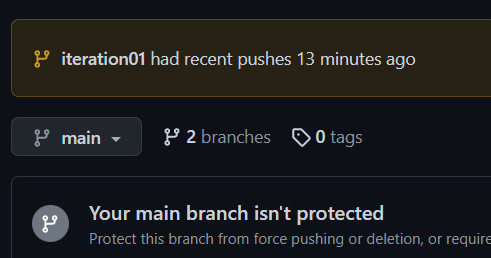 iteration01 had recent pushes 13 minutes ago
main 2 branches 0 tags
Your main branch isn't protected
Protect this branch from force pushing or deletion, or require